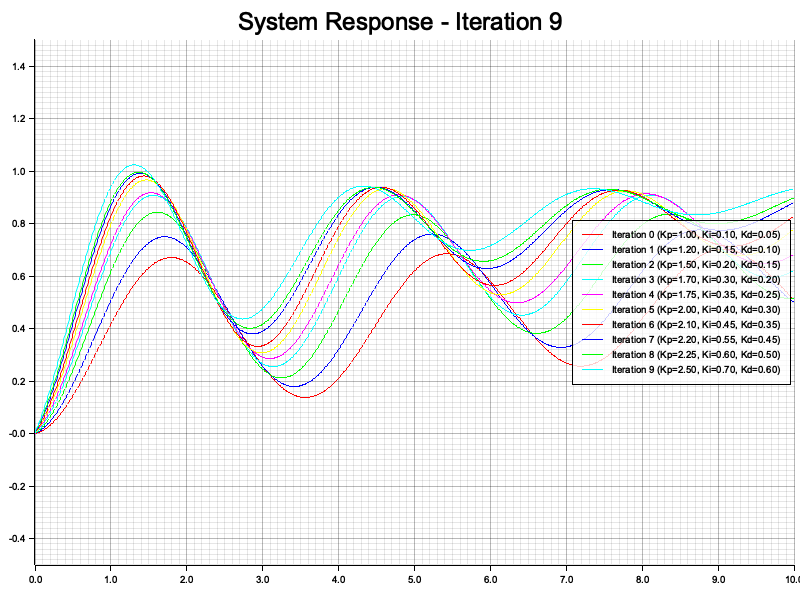 System Response - Iteration 9
1.4
1.2
1.0
0.8
0.6
0.4
0.2
-0.0
-0.2
-0.4
Iteration 0 (Kp=1.00, Ki=0.10, Kd=0.05)
Iteration 1 (Kp=1.20, Ki=0.15, Kd=0.10)
Iteration 2 (Kp=1.50, Ki=0.20, Kd=0.15)
Iteration 3 (Kp=1.70, Ki=0.30, Kd=0.20)
Iteration 4 (Kp=1.75, Ki=0.35, Kd=0.25)
Iteration 5 (Kp=2.00, Ki=0.40, Kd=0.30)
Iteration 6 (Kp=2.10, Ki=0.45, Kd=0.35)
Iteration 7 (Kp=2.20, Ki=0.55, Kd=0.45)
Iteration 8 (Kp=2.25, Ki=0.60, Kd=0.50)
Iteration 9 (Kp=2.50, Ki=0.70, Kd=0.60)
0.0 1.0 2.0 3.0 4.0 5.0 6.0 7.0 8.0 9.0 10.0